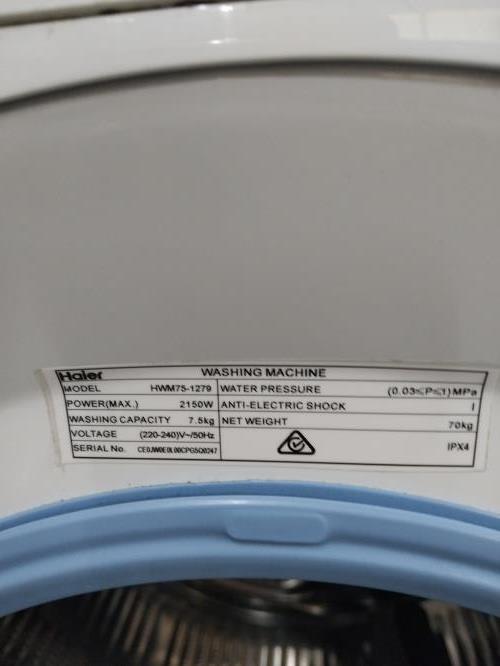 Haier WASHING MACHINE
MODEL HWM75-1279 WATER PRESSURE (0.03≤P≤1) MPa
POWER(MAX.) 2150W ANTI-ELECTRIC SHOCK I
WASHING CAPACITY 7.5kg NET WEIGHT 70kg
VOLTAGE (220-240)V~/50Hz IPX4
SERIAL No. CE0JW0E0L00CPG5Q0247